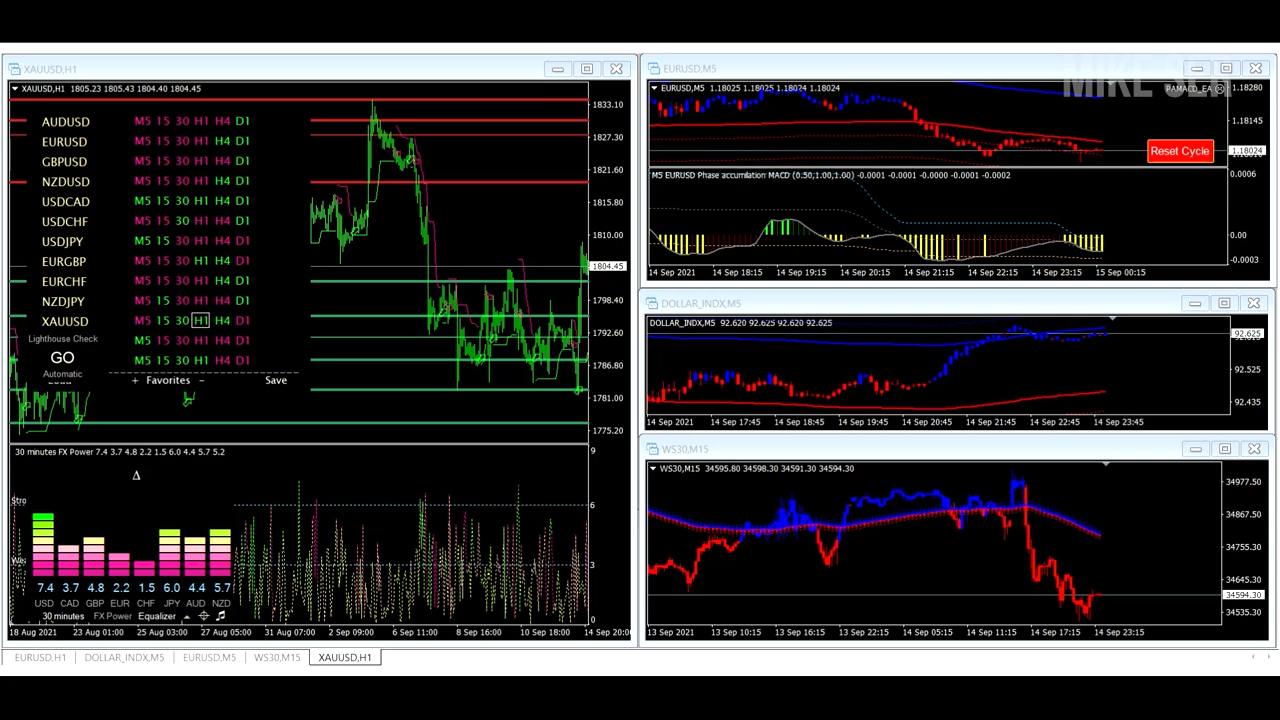 XAUUSD,H1
XAUUSD,H1 1805.23 1805.43 1804.40 1804.45
AUDUSD M5 15 30 H1 H4 D1
EURUSD M5 15 30 H1 H4 D1
GBPUSD M5 15 30 H1 H4 D1
NZDUSD M5 15 30 H1 H4 D1
USDCAD M5 15 30 H1 H4 D1
USDCHF M5 15 30 H1 H4 D1
USDJPY M5 15 30 H1 H4 D1
EURGBP M5 15 30 H1 H4 D1
EURCHF M5 15 30 H1 H4 D1
NZDJPY M5 15 30 H1 H4 D1
XAUUSD M5 15 30 H1 H4 D1
Lighthouse Check M5 15 30 H1 H4 D1
GO M5 15 30 H1 H4 D1
Automatic
+ Favorites - Save
1833.10
1827.30
1821.60
1815.80
1810.00
1804.45
1798.40
1792.60
1786.80
1781.00
1775.20
30 minutes FX Power 7.4 3.7 4.8 2.2 1.5 6.0 4.4 5.7 5.2
9
6
3
0
7.4 3.7 4.8 2.2 1.5 6.0 4.4 5.7
USD CAD GBP EUR CHF JPY AUD NZD
30 minutes FX Power Equalizer
18 Aug 2021 23 Aug 01:00 25 Aug 03:00 27 Aug 05:00 31 Aug 07:00 2 Sep 09:00 6 Sep 11:00 8 Sep 16:00 10 Sep 18:00 14 Sep 20:00
EURUSD,H1 DOLLAR_INDX,M5 EURUSD,M5 WS30,M15 XAUUSD,H1
EURUSD,M5
EURUSD,M5 1.18025 1.18025 1.18024 1.18024
PAMACD_EA
Reset Cycle
1.18280
1.18145
1.18024
M5 EURUSD Phase accumlation MACD (0.50,1.00,1.00) -0.0001 -0.0001 -0.0000 -0.0001 -0.0002
0.0006
0.00
-0.0003
14 Sep 2021 14 Sep 18:15 14 Sep 19:15 14 Sep 20:15 14 Sep 21:15 14 Sep 22:15 14 Sep 23:15 15 Sep 00:15
DOLLAR_INDX,M5
DOLLAR_INDX,M5 92.620 92.625 92.620 92.625
92.625
92.525
92.435
14 Sep 2021 14 Sep 17:45 14 Sep 18:45 14 Sep 19:45 14 Sep 20:45 14 Sep 21:45 14 Sep 22:45 14 Sep 23:45
WS30,M15
WS30,M15 34595.80 34598.30 34591.30 34594.30
34977.50
34867.50
34755.30
34645.30
34594.30
34535.30
13 Sep 2021 13 Sep 10:15 13 Sep 16:15 13 Sep 22:15 14 Sep 05:15 14 Sep 11:15 14 Sep 17:15 14 Sep 23:15